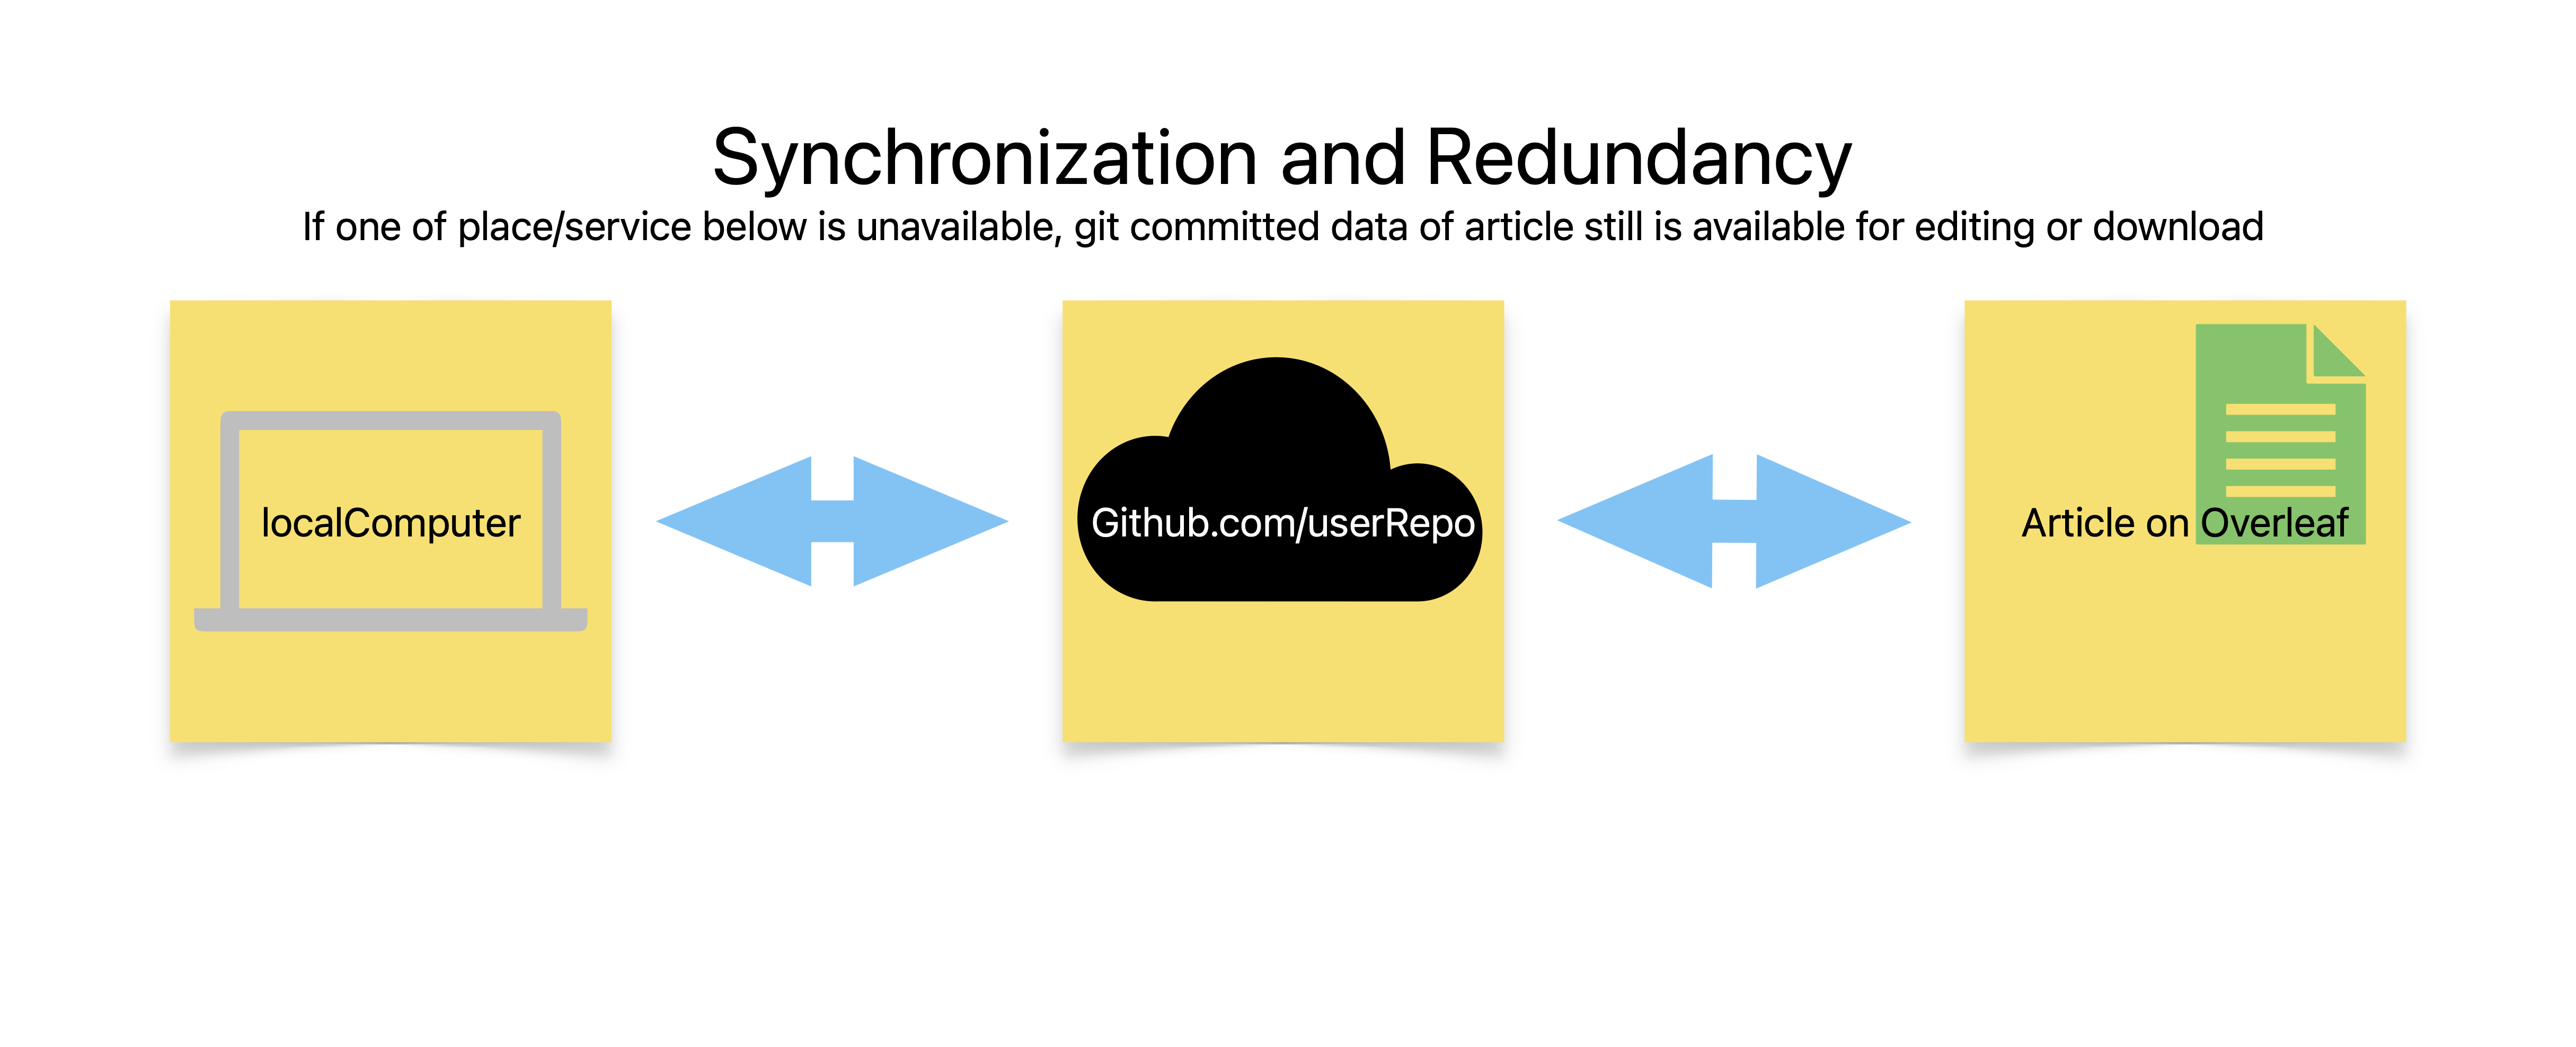 Synchronization and Redundancy
If one of place/service below is unavailable, git committed data of article still is available for editing or download
localComputer
Github.com/userRepo
Article on Overleaf